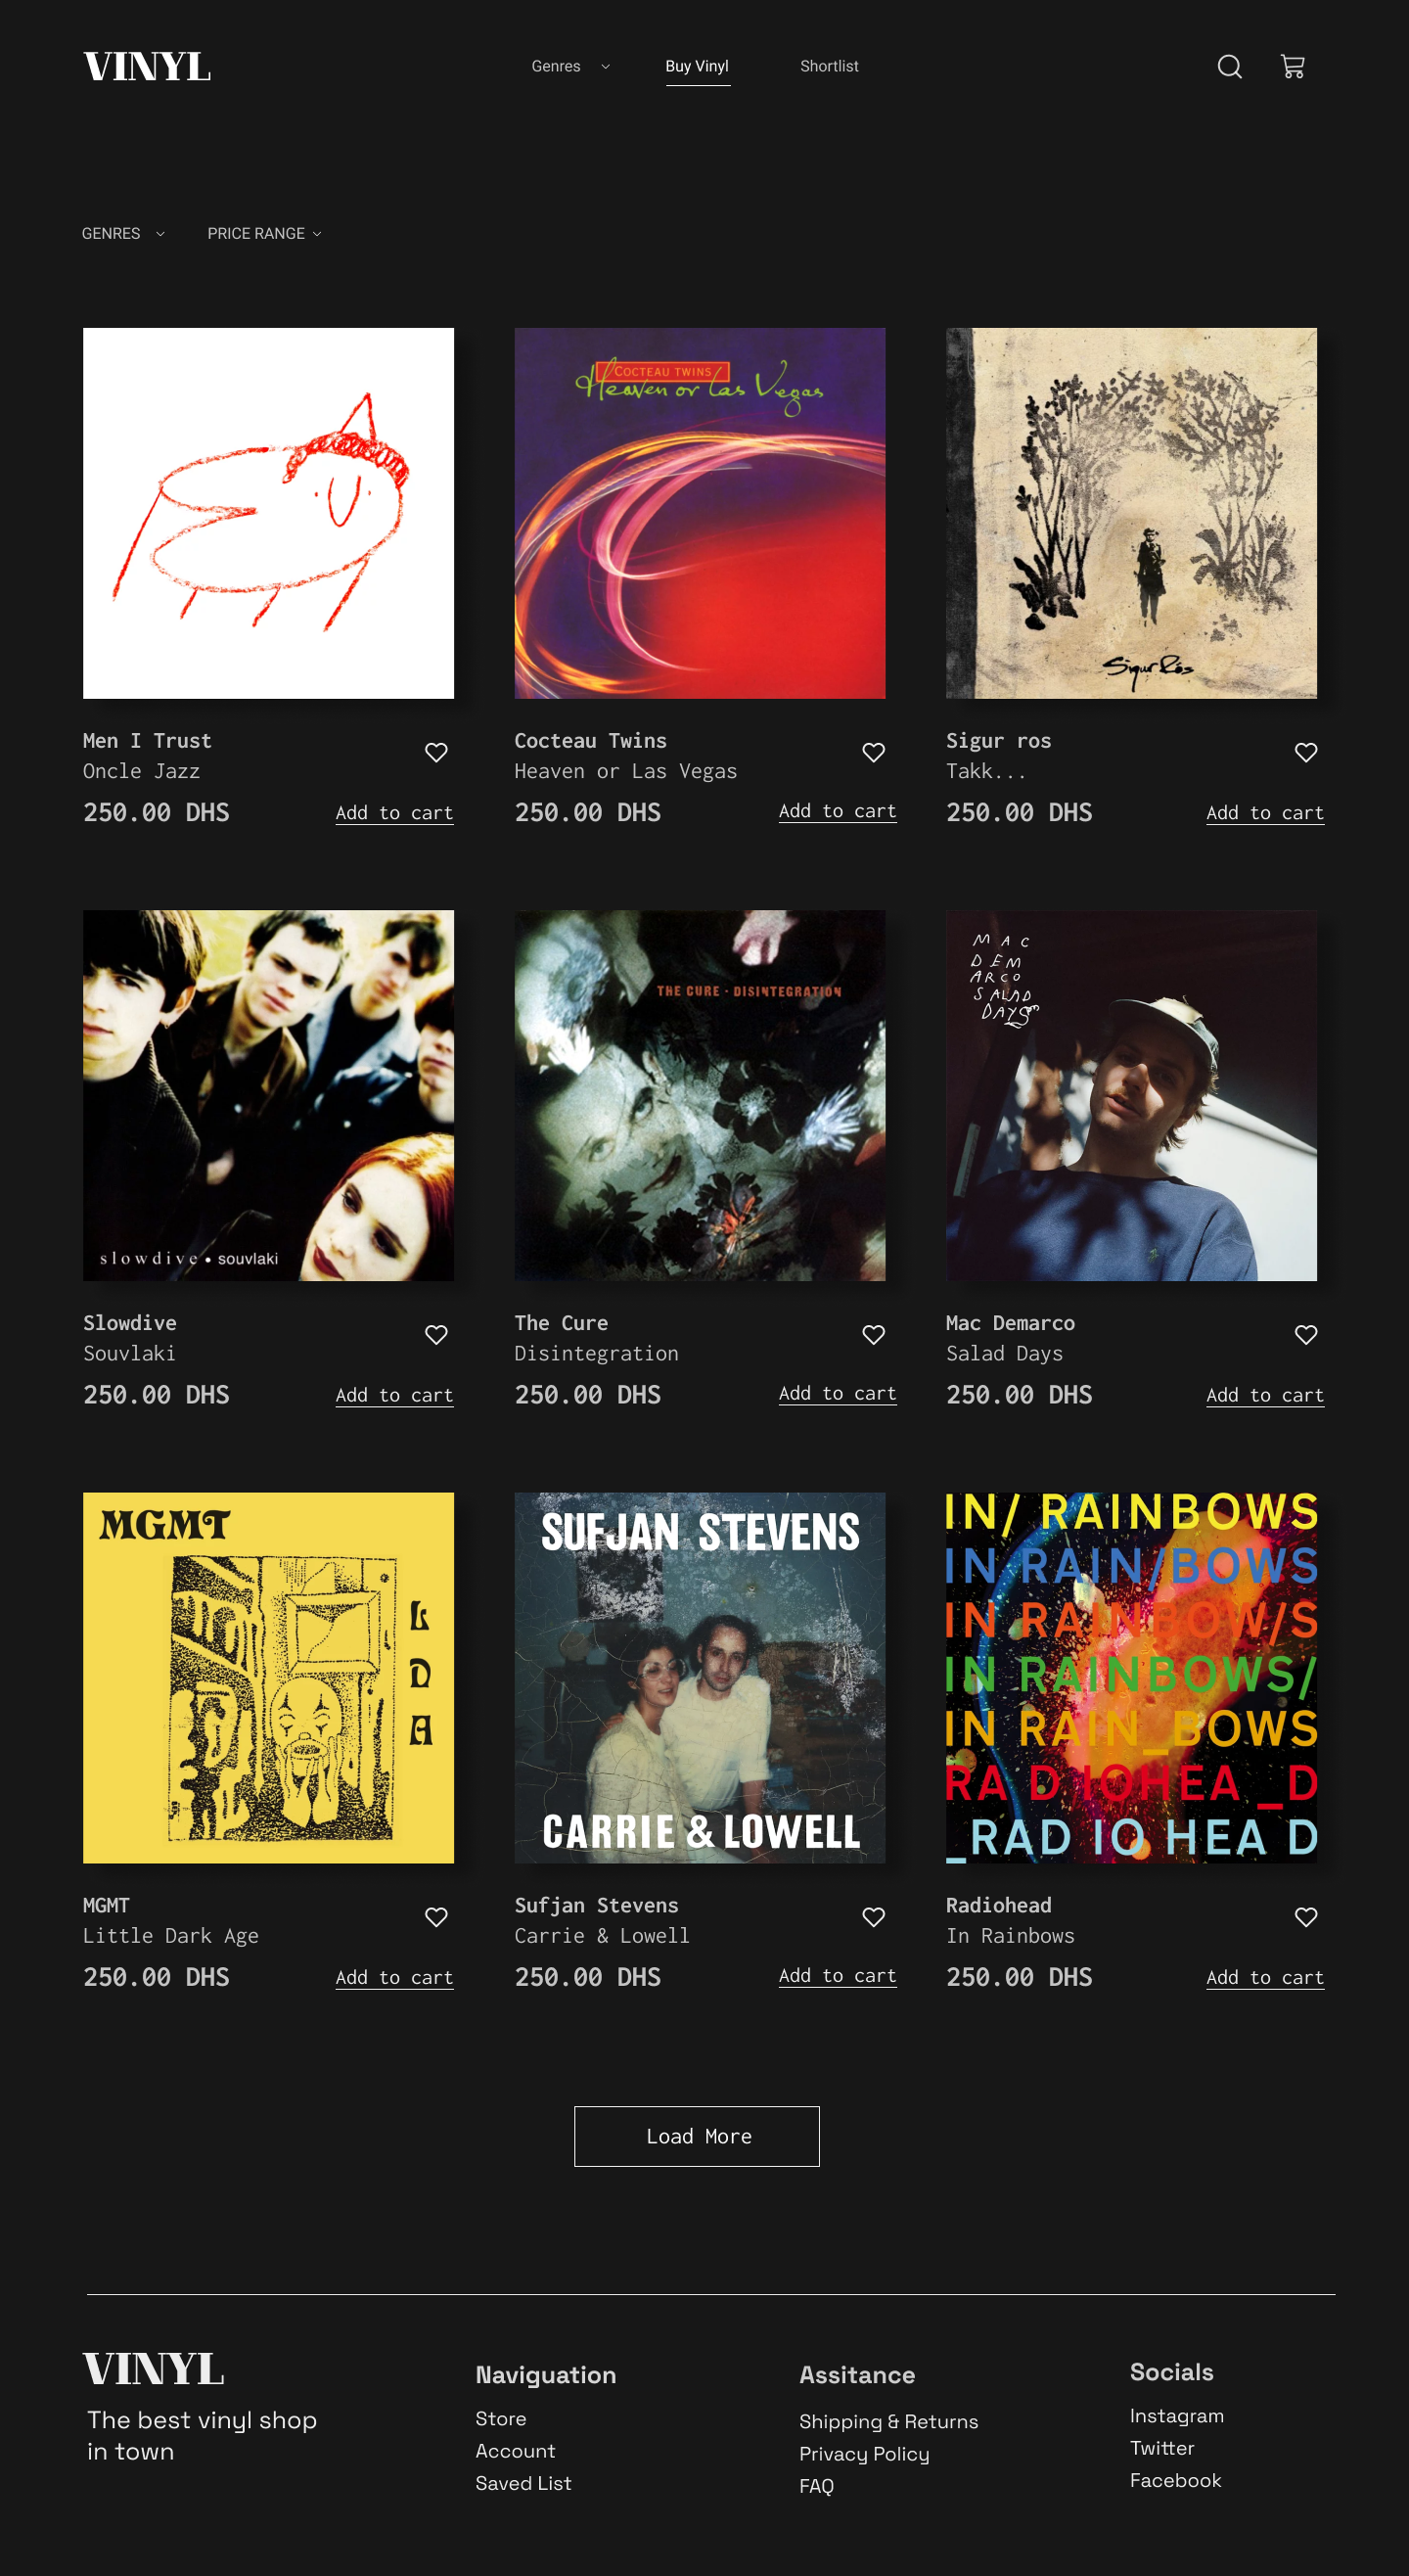 VINYL
Genres
Buy Vinyl
Shortlist
GENRES
PRICE RANGE
COCTEAU TWINS
Heaven or Las Vegas
Sigur Rós
Men I Trust
Oncle Jazz
250.00 DHS
Add to cart
Cocteau Twins
Heaven or Las Vegas
250.00 DHS
Add to cart
Sigur ros
Takk...
250.00 DHS
Add to cart
slowdive • souvlaki
THE CURE · DISINTEGRATION
MAC
DEM
ARCO
SALAD
DAYS
Slowdive
Souvlaki
250.00 DHS
Add to cart
The Cure
Disintegration
250.00 DHS
Add to cart
Mac Demarco
Salad Days
250.00 DHS
Add to cart
MGMT
L
D
A
SUFJAN STEVENS
CARRIE & LOWELL
IN/ RAINBOWS
IN RAIN/BOWS
IN RAINBOW/S
IN RAINBOWS/
IN RAIN_BOWS
RA D IOHEA _D
_RAD IO HEA D
MGMT
Little Dark Age
250.00 DHS
Add to cart
Sufjan Stevens
Carrie & Lowell
250.00 DHS
Add to cart
Radiohead
In Rainbows
250.00 DHS
Add to cart
Load More
VINYL
The best vinyl shop
in town
Naviguation
Store
Account
Saved List
Assitance
Shipping & Returns
Privacy Policy
FAQ
Socials
Instagram
Twitter
Facebook